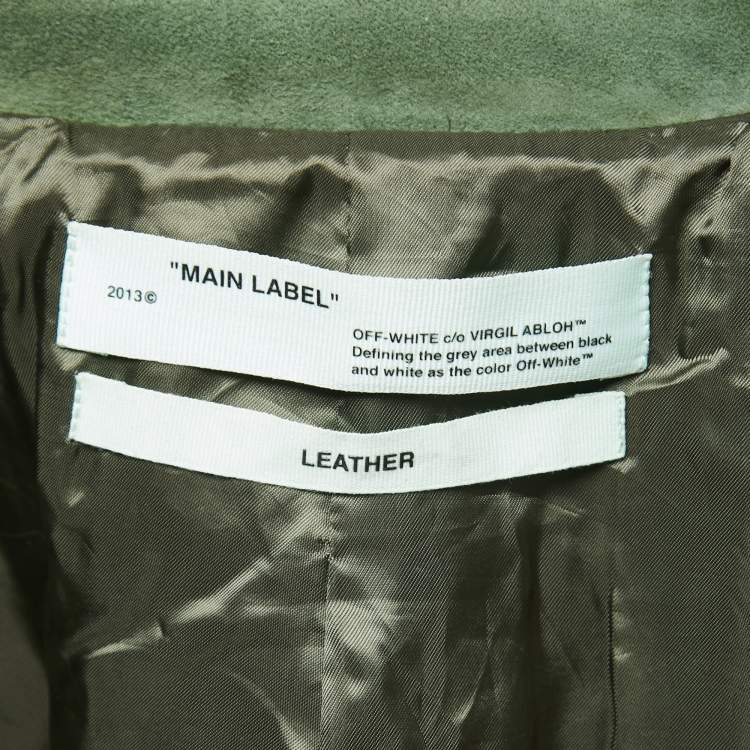 "MAIN LABEL"
2013©
OFF-WHITE c/o VIRGIL ABLOH™
Defining the grey area between black
and white as the color Off-White™
LEATHER